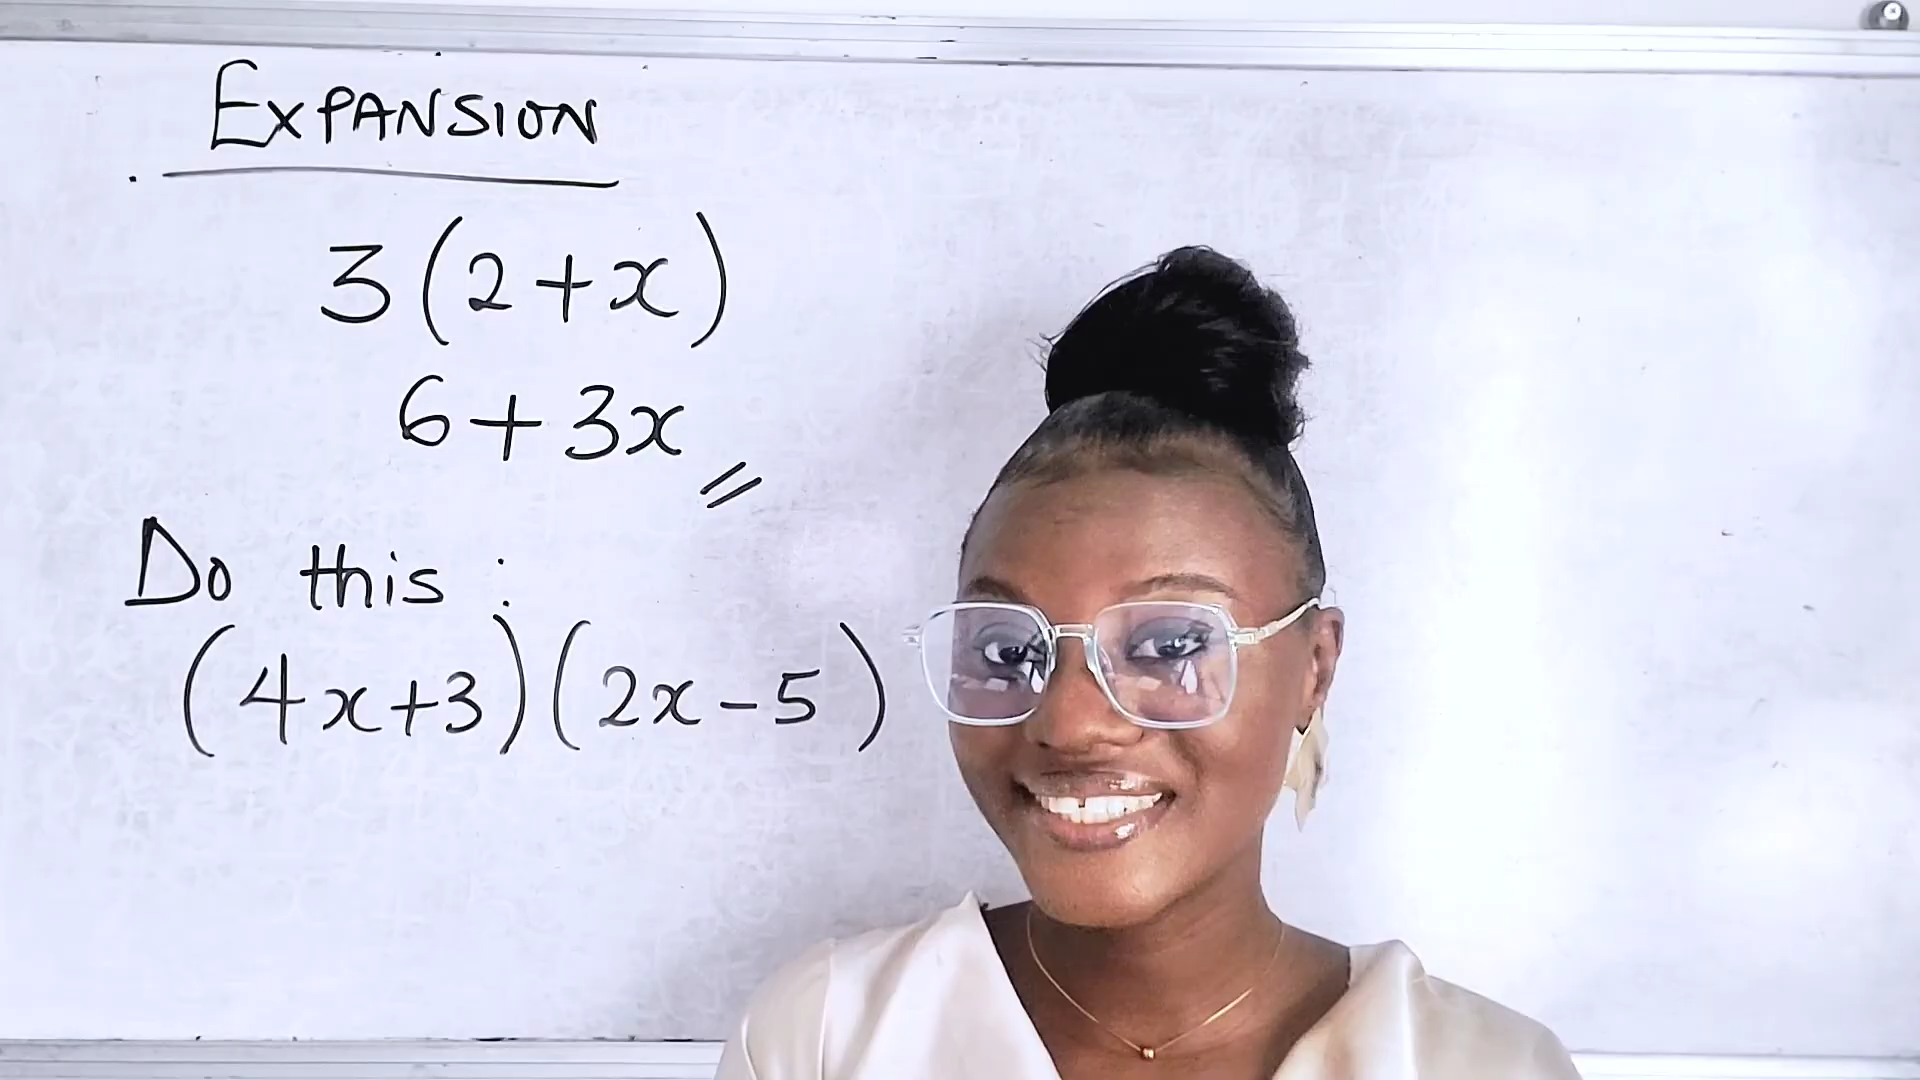 EXPANSION
3(2+x)
6+3x
Do this:
(4x+3)(2x-5)